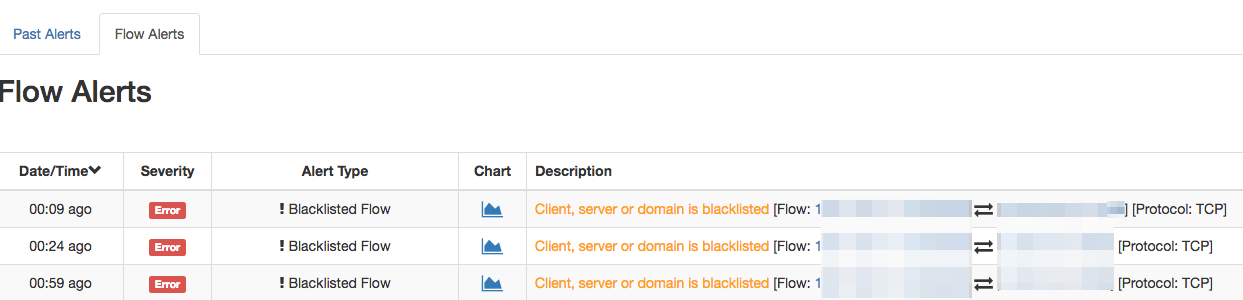 Past Alerts Flow Alerts
Flow Alerts
Date/Time Severity Alert Type Chart Description
00:09 ago Error ! Blacklisted Flow Client, server or domain is blacklisted [Flow: 1 ] [Protocol: TCP]
00:24 ago Error ! Blacklisted Flow Client, server or domain is blacklisted [Flow: 1 [Protocol: TCP]
00:59 ago Error ! Blacklisted Flow Client, server or domain is blacklisted [Flow: 1 ] [Protocol: TCP]